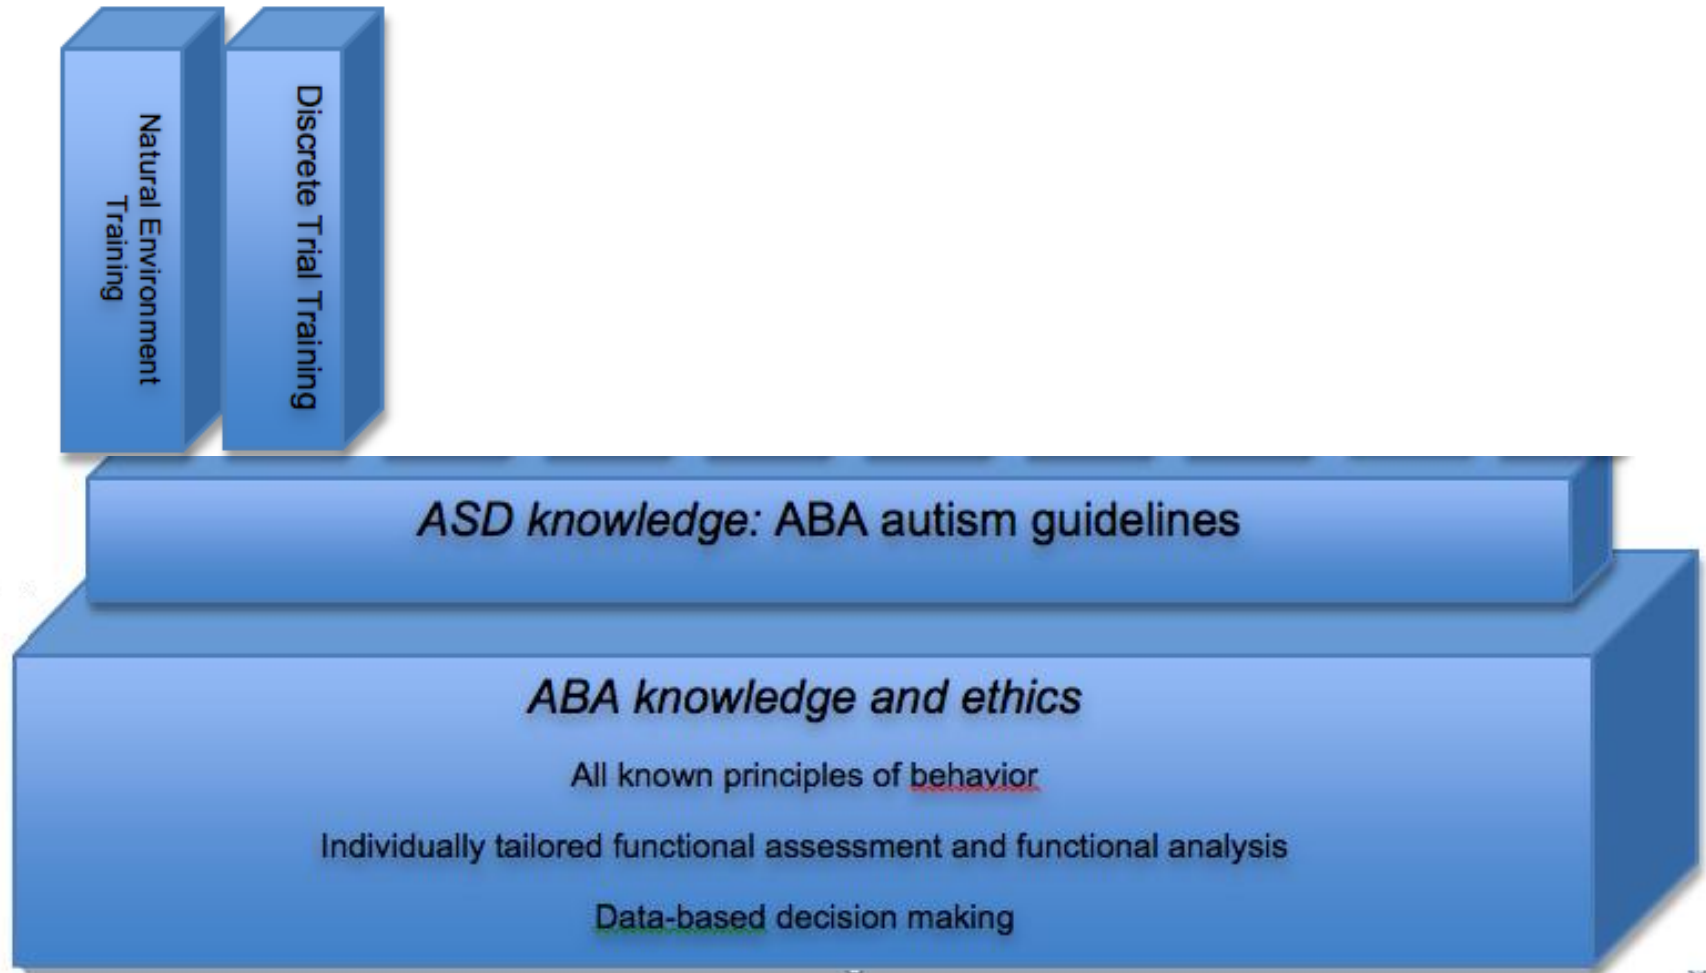 Natural Environment
Training
Discrete Trial Training
ASD knowledge: ABA autism guidelines
ABA knowledge and ethics
All known principles of behavior
Individually tailored functional assessment and functional analysis
Data-based decision making